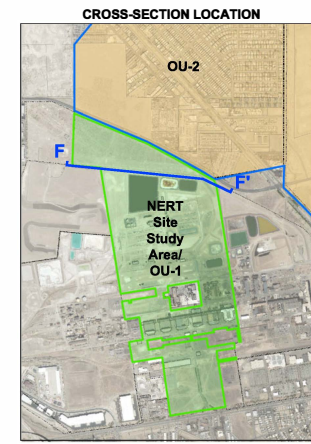 CROSS-SECTION LOCATION
OU-2
F
F'
NERT
Site
Study
Area/
OU-1